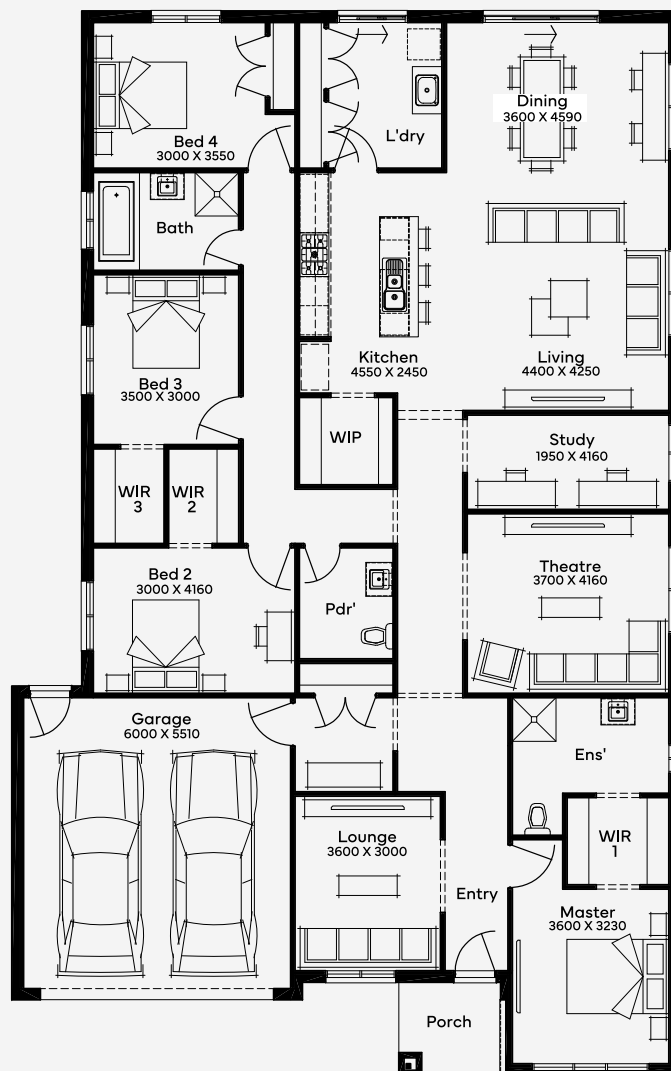 Bed 4
3000 X 3550
L'dry
Dining
3600 X 4590
Bath
Kitchen
4550 X 2450
Living
4400 X 4250
Bed 3
3500 X 3000
WIP
Study
1950 X 4160
WIR
3
WIR
2
Bed 2
3000 X 4160
Theatre
3700 X 4160
Pdr'
Garage
6000 X 5510
Ens'
Lounge
3600 X 3000
WIR
1
Entry
Master
3600 X 3230
Porch